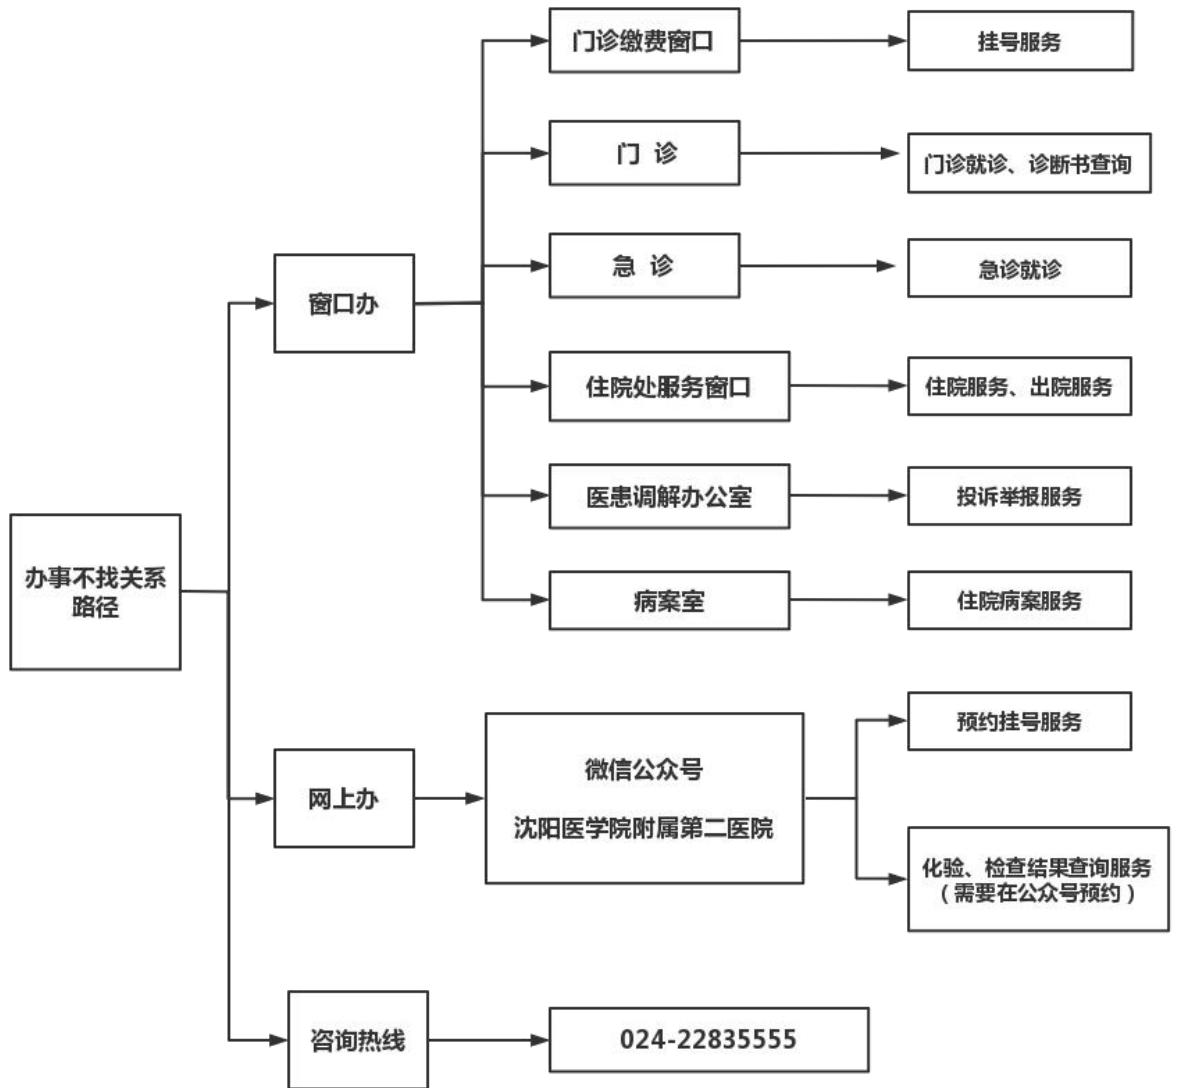 门诊缴费窗口
挂号服务
门 诊
门诊就诊、诊断书查询
急 诊
急诊就诊
窗口办
住院处服务窗口
住院服务、出院服务
医患调解办公室
投诉举报服务
办事不找关系
路径
病案室
住院病案服务
预约挂号服务
网上办
微信公众号
沈阳医学院附属第二医院
化验、检查结果查询服务
（需要在公众号预约）
咨询热线
024-22835555